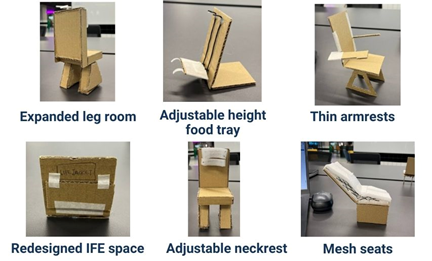 Expanded leg room
Adjustable height
food tray
Thin armrests
Redesigned IFE space
Adjustable neckrest
Mesh seats